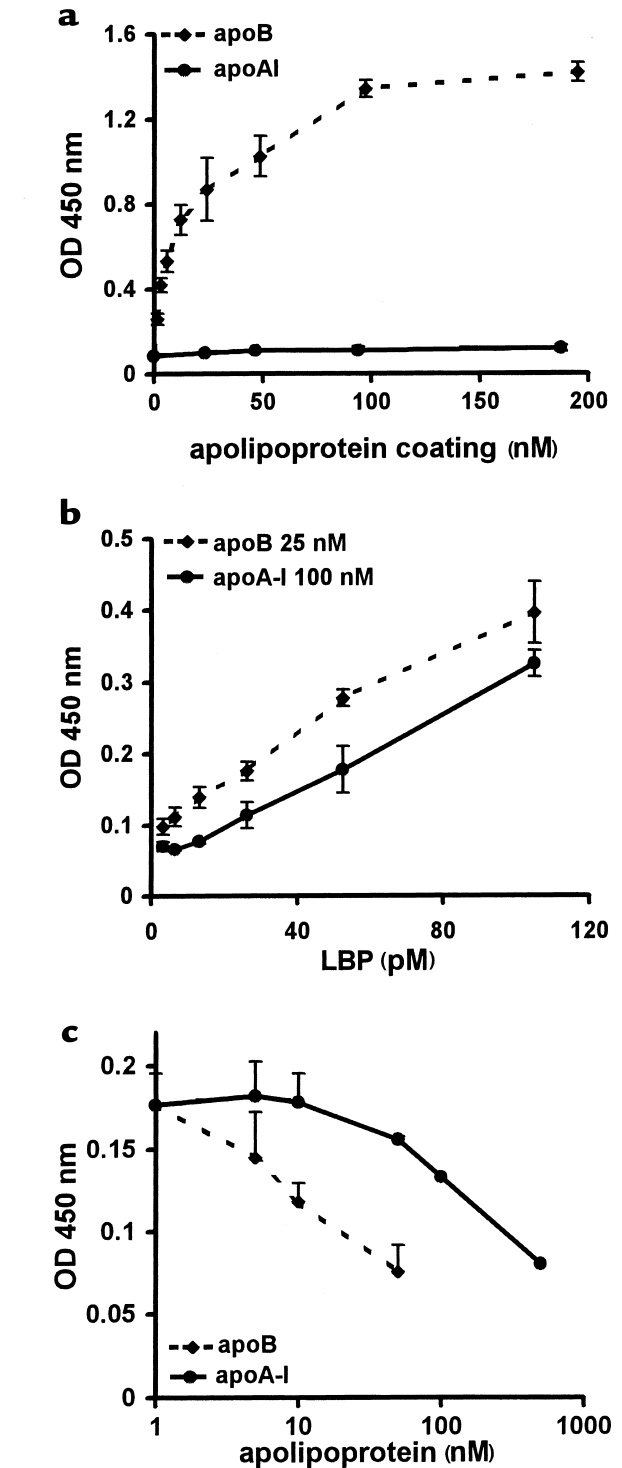 a
1.6
apoB
apoAI
1.2
0.8
0.4
0
OD 450 nm
0 50 100 150 200
apolipoprotein coating (nM)
b
0.5
apoB 25 nM
apoA-I 100 nM
0.4
0.3
0.2
0.1
0
OD 450 nm
0 40 80 120
LBP (pM)
c
0.2
0.15
0.1
0.05
0
OD 450 nm
apoB
apoA-I
1 10 100 1000
apolipoprotein (nM)